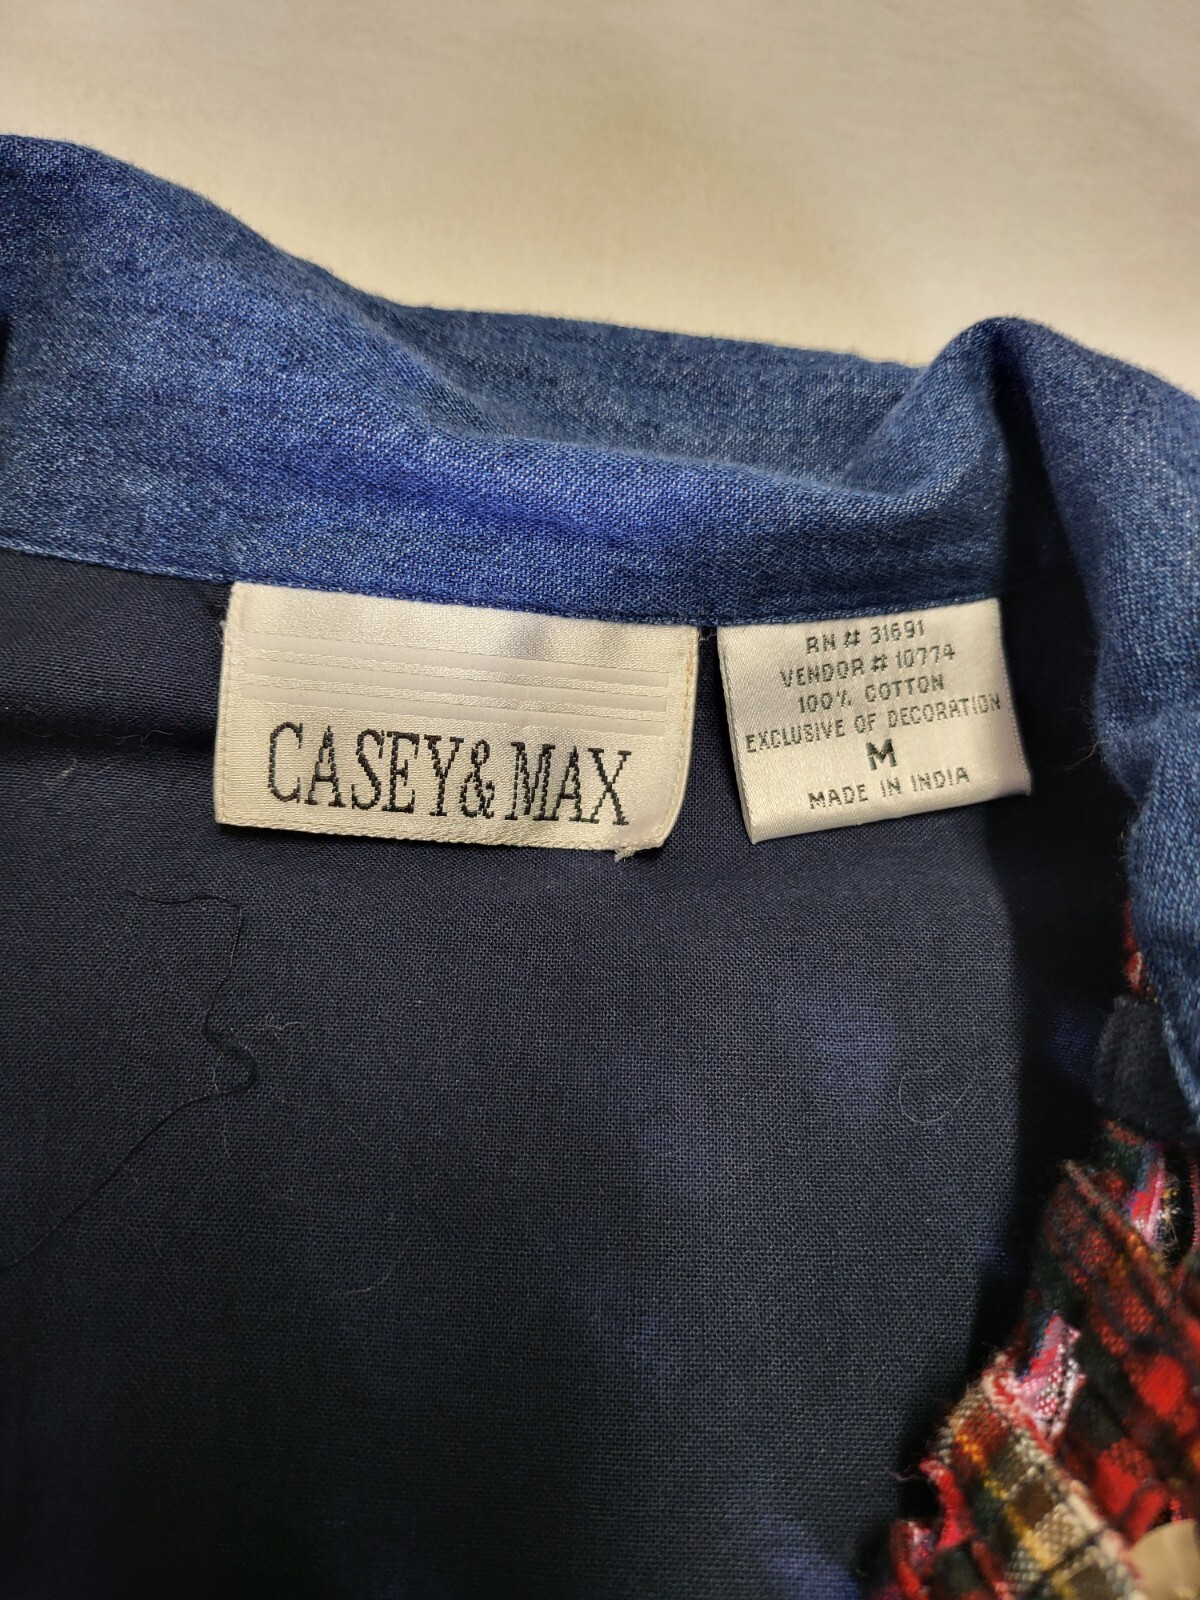 CASEY & MAX
RN # 31691
VENDOR # 10774
100% COTTON
EXCLUSIVE OF DECORATION
M
MADE IN INDIA